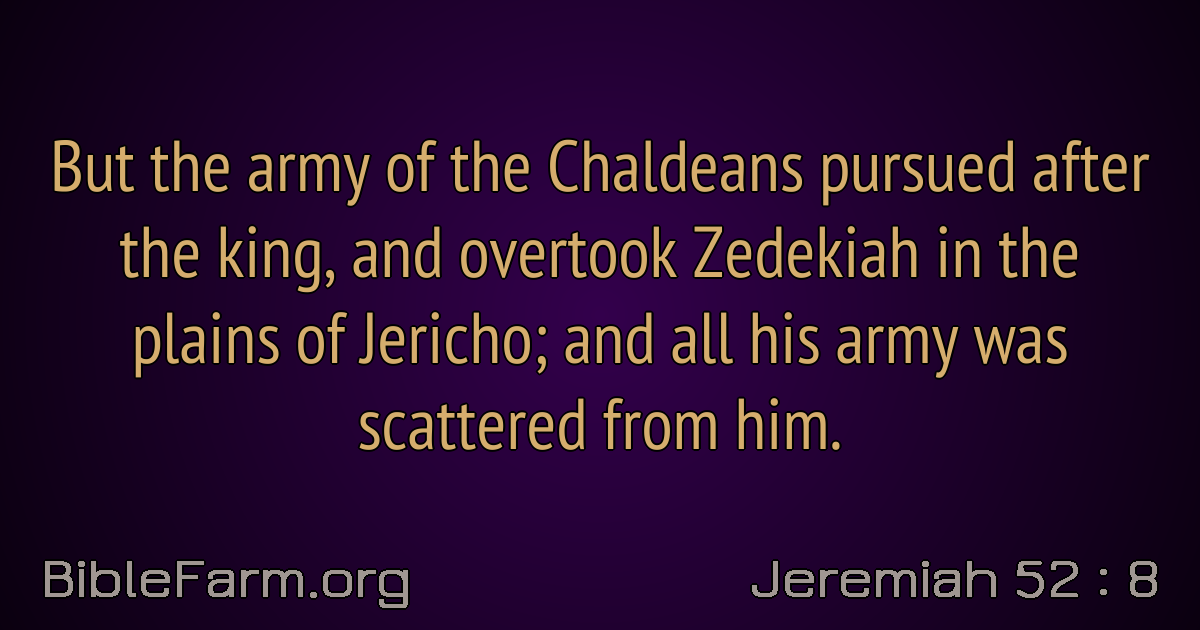 But the army of the Chaldeans pursued after
the king, and overtook Zedekiah in the
plains of Jericho; and all his army was
scattered from him.
BibleFarm.org
Jeremiah 52 : 8